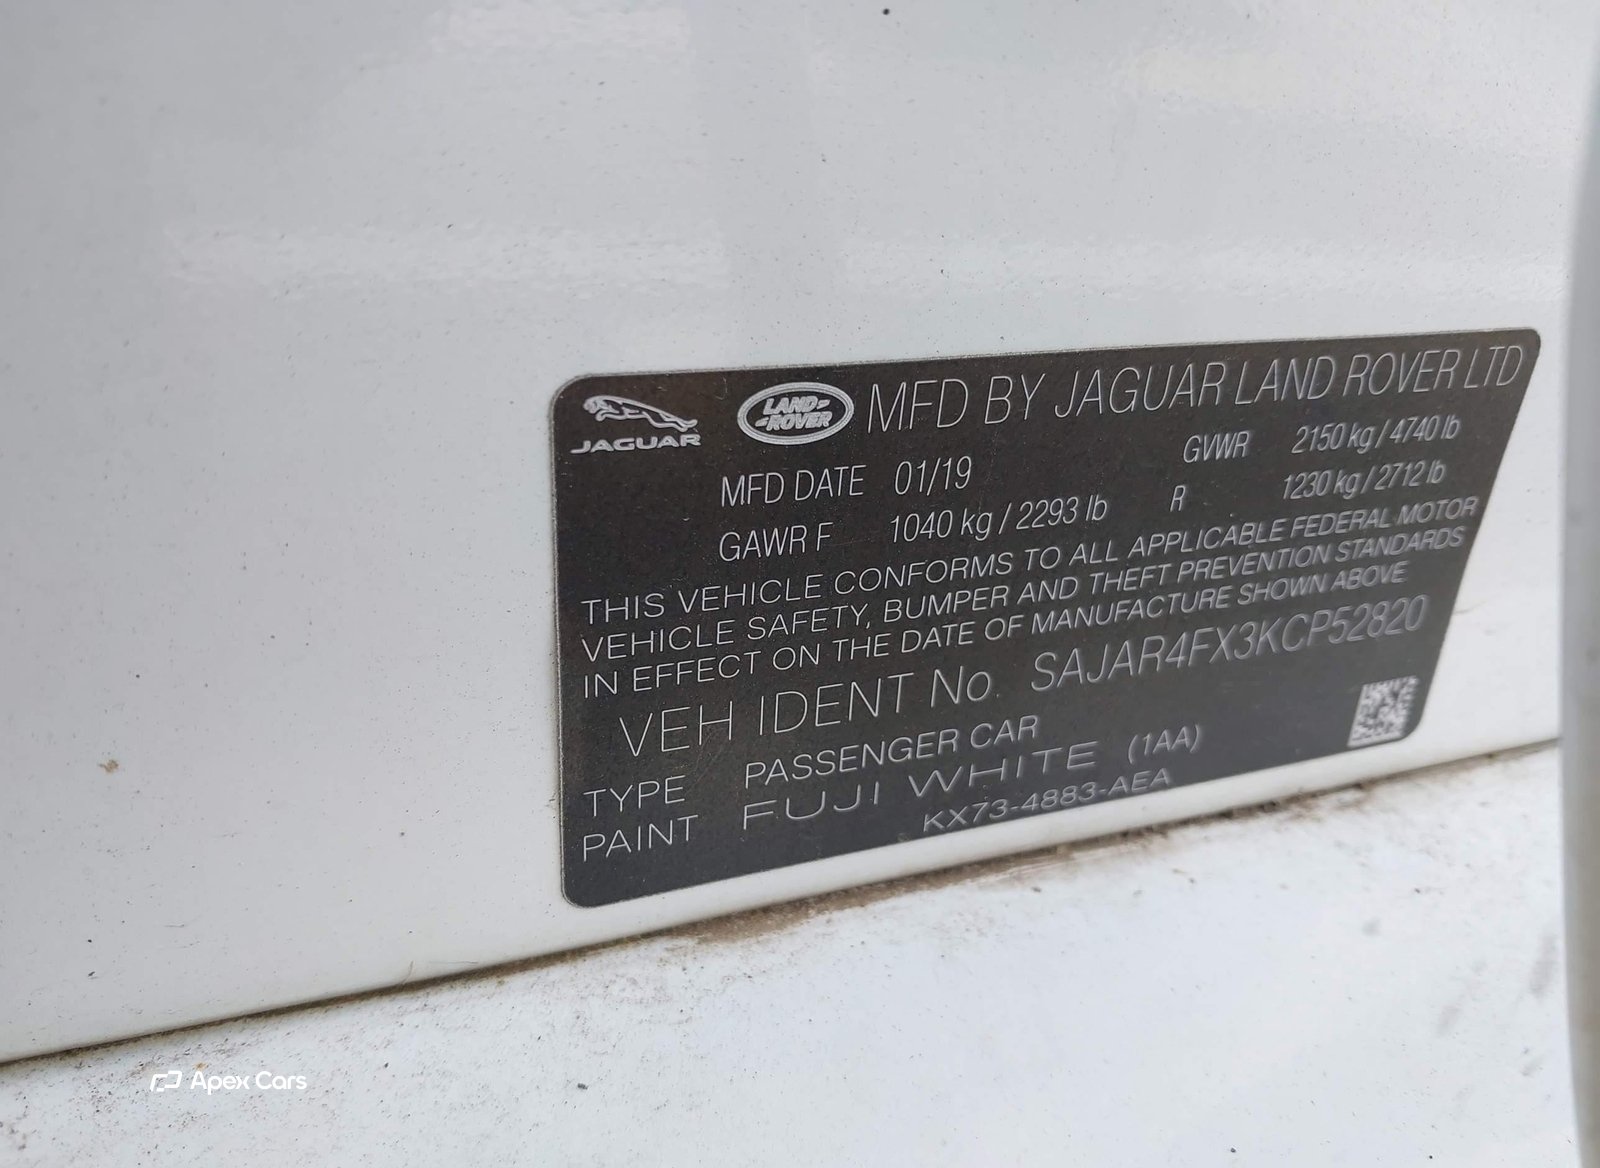 JAGUAR LAND-ROVER MFD BY JAGUAR LAND ROVER LTD
MFD DATE 01/19 GVWR 2150 kg / 4740 lb
GAWR F 1040 kg / 2293 lb R 1230 kg / 2712 lb
THIS VEHICLE CONFORMS TO ALL APPLICABLE FEDERAL MOTOR
VEHICLE SAFETY, BUMPER AND THEFT PREVENTION STANDARDS
IN EFFECT ON THE DATE OF MANUFACTURE SHOWN ABOVE
VEH IDENT No. SAJAR4FX3KCP52820
TYPE PASSENGER CAR
PAINT FUJI WHITE (1AA)
KX73-4883-AEA
Apex Cars